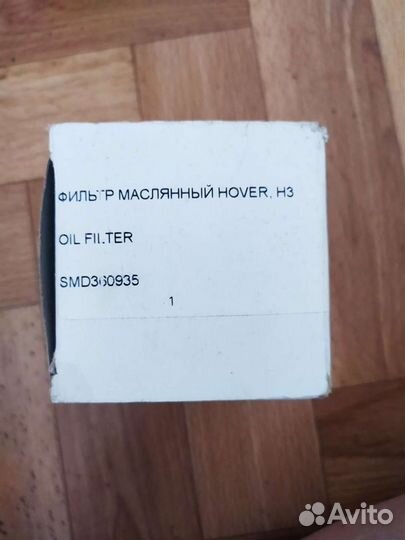 ФИЛЬТР МАСЛЯННЫЙ HOVER, H3
OIL FILTER
SMD360935
1
Avito